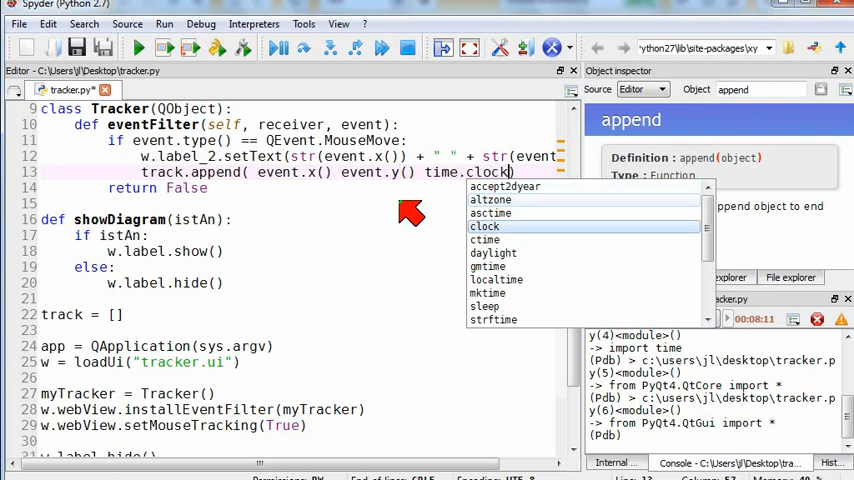 Spyder (Python 2.7)
File Edit Search Source Run Debug Interpreters Tools View ?
ython27\lib\site-packages\xy
Editor - C:\Users\jl\Desktop\tracker.py
Object inspector
tracker.py*
Source Editor Object append
9 class Tracker(QObject):
10 def eventFilter(self, receiver, event):
11 if event.type() == QEvent.MouseMove:
12 w.label_2.setText(str(event.x()) + " " + str(event
13 track.append( event.x() event.y() time.clock)
14 return False
15
16 def showDiagram(istAn):
17 if istAn:
18 w.label.show()
19 else:
20 w.label.hide()
21
22 track = []
23
24 app = QApplication(sys.argv)
25 w = loadUi("tracker.ui")
26
27 myTracker = Tracker()
28 w.webView.installEventFilter(myTracker)
29 w.webView.setMouseTracking(True)
30
31 w.label.hide()
accept2dyear
altzone
asctime
clock
ctime
daylight
gmtime
localtime
mktime
sleep
strftime
append
Definition : append(object)
Type : Function
append object to end
xplorer File explorer
er.py
00:08:11
y(4)<module>()
-> import time
(Pdb) > c:\users\jl\desktop\tracker.p
y(5)<module>()
-> from PyQt4.QtCore import *
(Pdb) > c:\users\jl\desktop\tracker.p
y(6)<module>()
-> from PyQt4.QtGui import *
(Pdb)
Internal ... Console - C:\Users\jl\Desktop\tra... Hist...